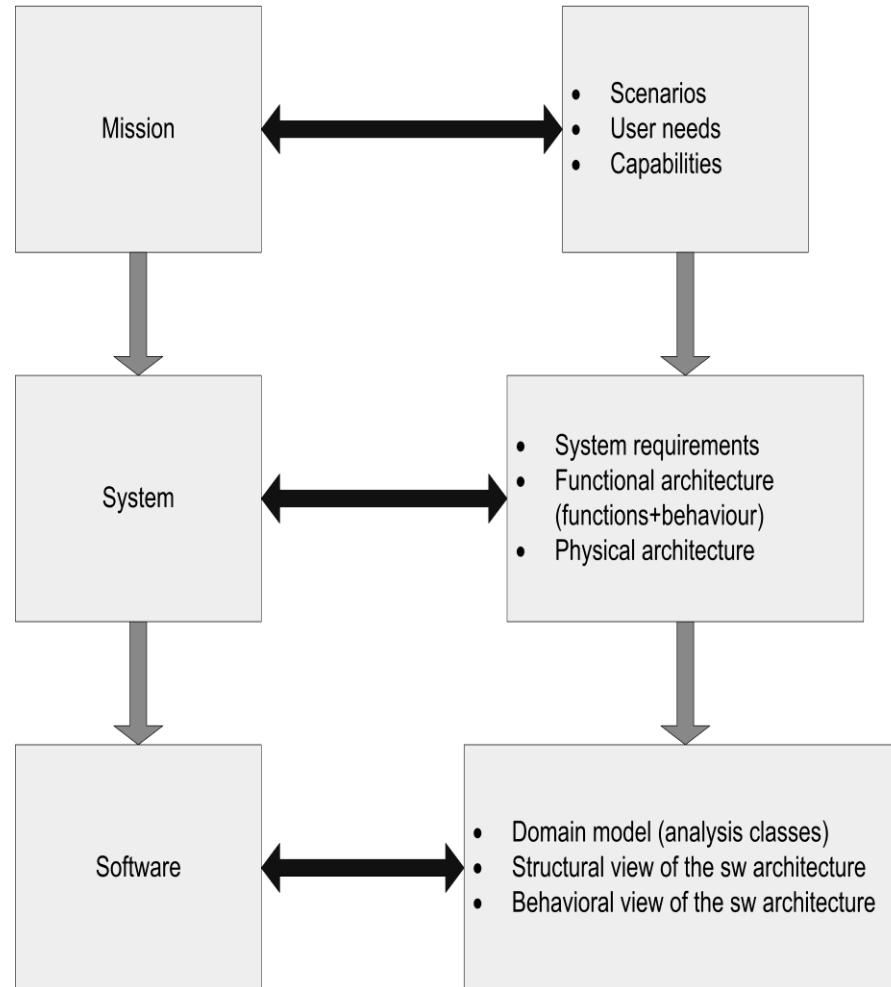 Mission
• Scenarios
• User needs
• Capabilities
System
• System requirements
• Functional architecture
(functions+behaviour)
• Physical architecture
Software
• Domain model (analysis classes)
• Structural view of the sw architecture
• Behavioral view of the sw architecture